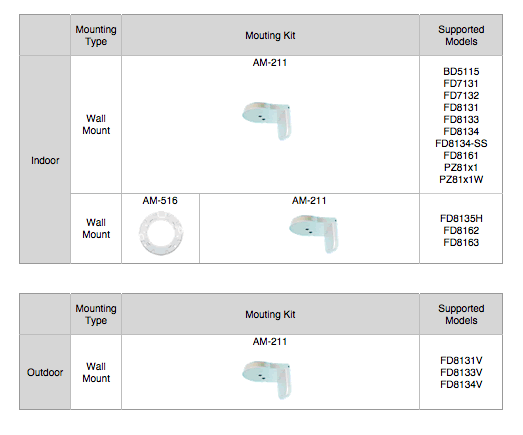 Mounting Type
Mouting Kit
Supported Models
Indoor
Wall Mount
AM-211
BD5115
FD7131
FD7132
FD8131
FD8133
FD8134
FD8134-SS
FD8161
PZ81x1
PZ81x1W
Wall Mount
AM-516
AM-211
FD8135H
FD8162
FD8163
Mounting Type
Mouting Kit
Supported Models
Outdoor
Wall Mount
AM-211
FD8131V
FD8133V
FD8134V